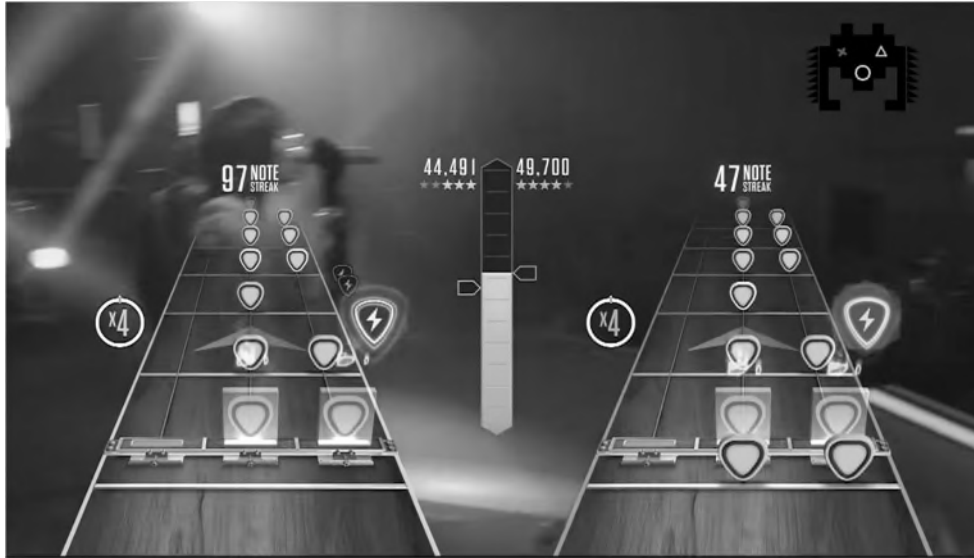 44,491 49,700
97 NOTE STREAK
47 NOTE STREAK
x4
x4